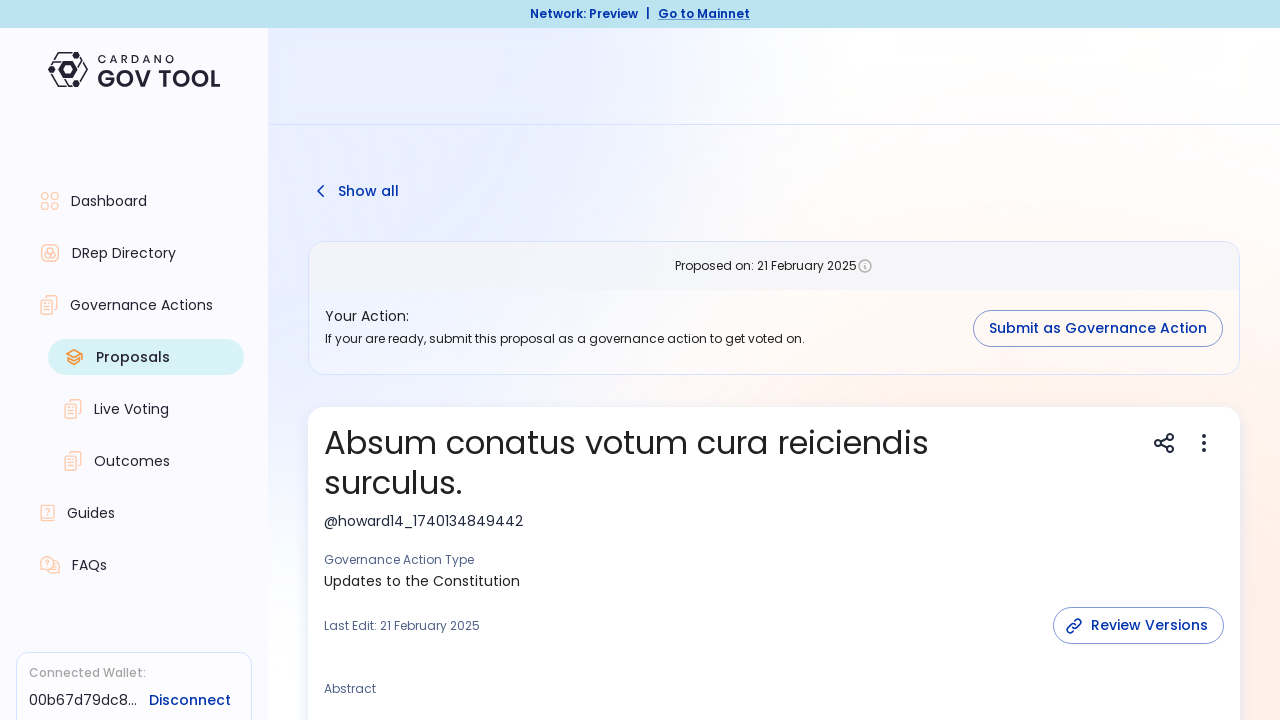 Network: Preview | Go to Mainnet
CARDANO
GOV TOOL
Dashboard
DRep Directory
Governance Actions
Proposals
Live Voting
Outcomes
Guides
FAQs
Connected Wallet:
00b67d79dc8... Disconnect
Show all
Proposed on: 21 February 2025
Your Action:
If your are ready, submit this proposal as a governance action to get voted on.
Submit as Governance Action
Absum conatus votum cura reiciendis
surculus.
@howard14_1740134849442
Governance Action Type
Updates to the Constitution
Last Edit: 21 February 2025
Review Versions
Abstract